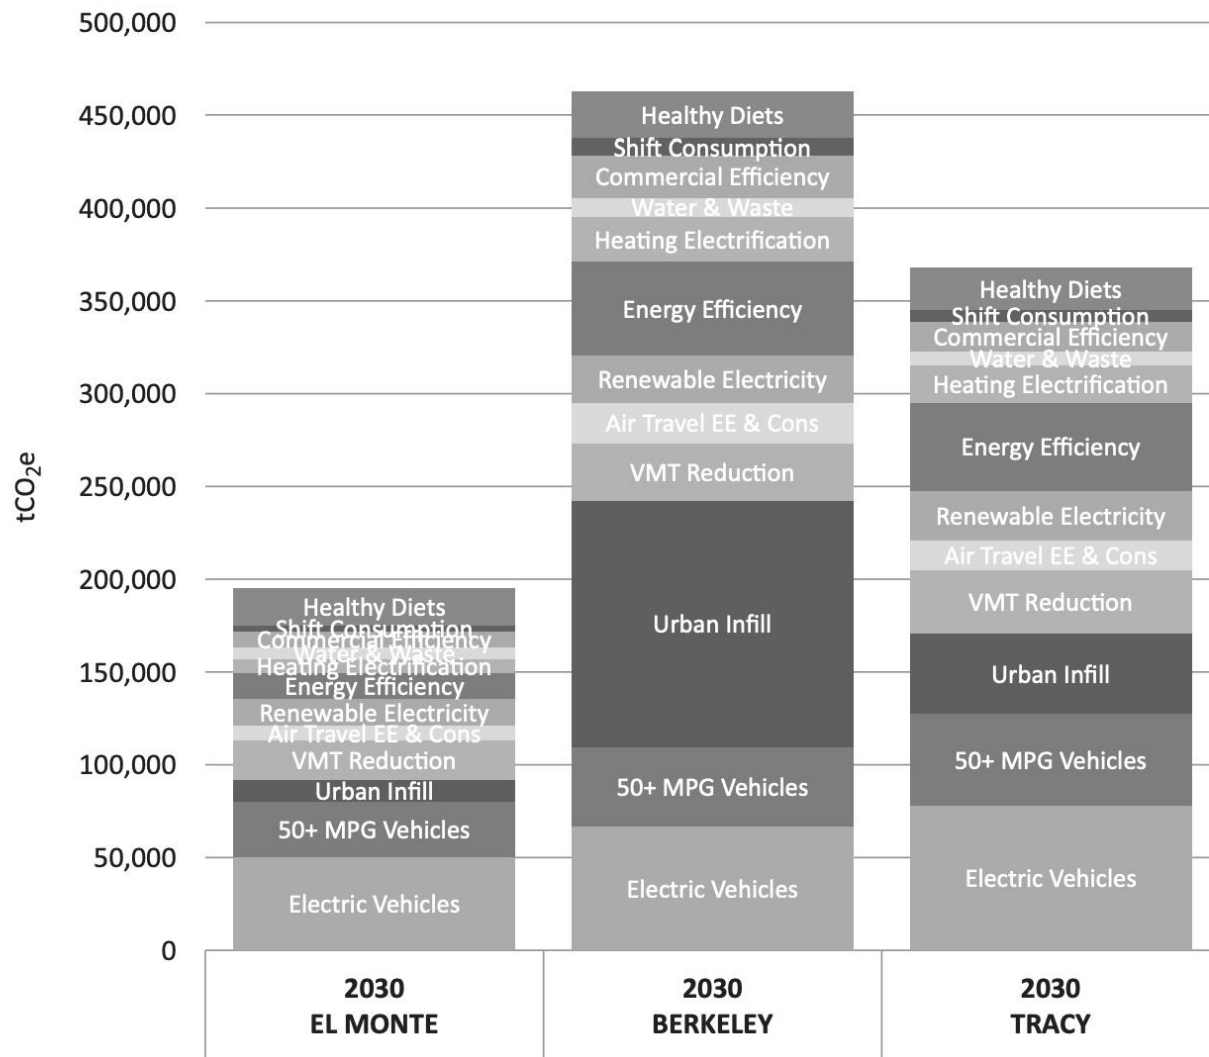 500,000
450,000
400,000
350,000
300,000
250,000
200,000
150,000
100,000
50,000
0
tCO₂e
Healthy Diets
Shift Consumption
Commercial Efficiency
Water & Waste
Heating Electrification
Energy Efficiency
Renewable Electricity
Air Travel EE & Cons
VMT Reduction
Urban Infill
50+ MPG Vehicles
Electric Vehicles
2030
EL MONTE
Healthy Diets
Shift Consumption
Commercial Efficiency
Water & Waste
Heating Electrification
Energy Efficiency
Renewable Electricity
Air Travel EE & Cons
VMT Reduction
Urban Infill
50+ MPG Vehicles
Electric Vehicles
2030
BERKELEY
Healthy Diets
Shift Consumption
Commercial Efficiency
Water & Waste
Heating Electrification
Energy Efficiency
Renewable Electricity
Air Travel EE & Cons
VMT Reduction
Urban Infill
50+ MPG Vehicles
Electric Vehicles
2030
TRACY